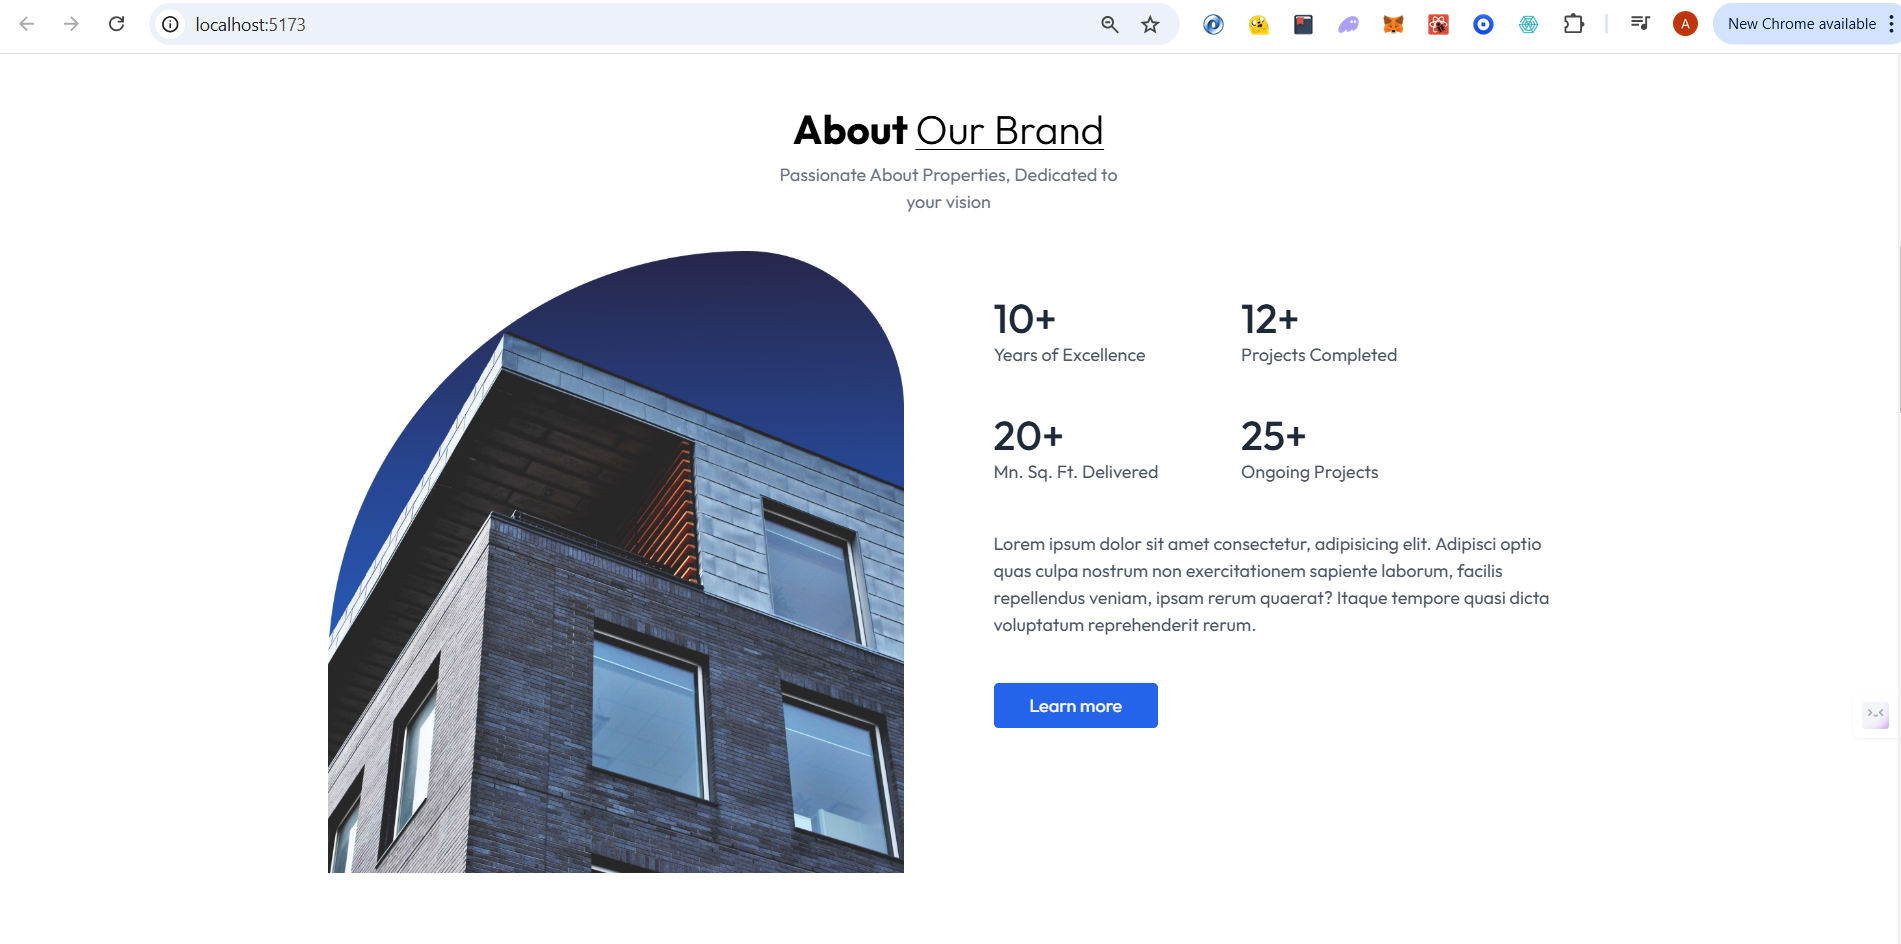 localhost:5173
A
New Chrome available
About Our Brand
Passionate About Properties, Dedicated to
your vision
10+
Years of Excellence
12+
Projects Completed
20+
Mn. Sq. Ft. Delivered
25+
Ongoing Projects
Lorem ipsum dolor sit amet consectetur, adipisicing elit. Adipisci optio
quas culpa nostrum non exercitationem sapiente laborum, facilis
repellendus veniam, ipsam rerum quaerat? Itaque tempore quasi dicta
voluptatum reprehenderit rerum.
Learn more